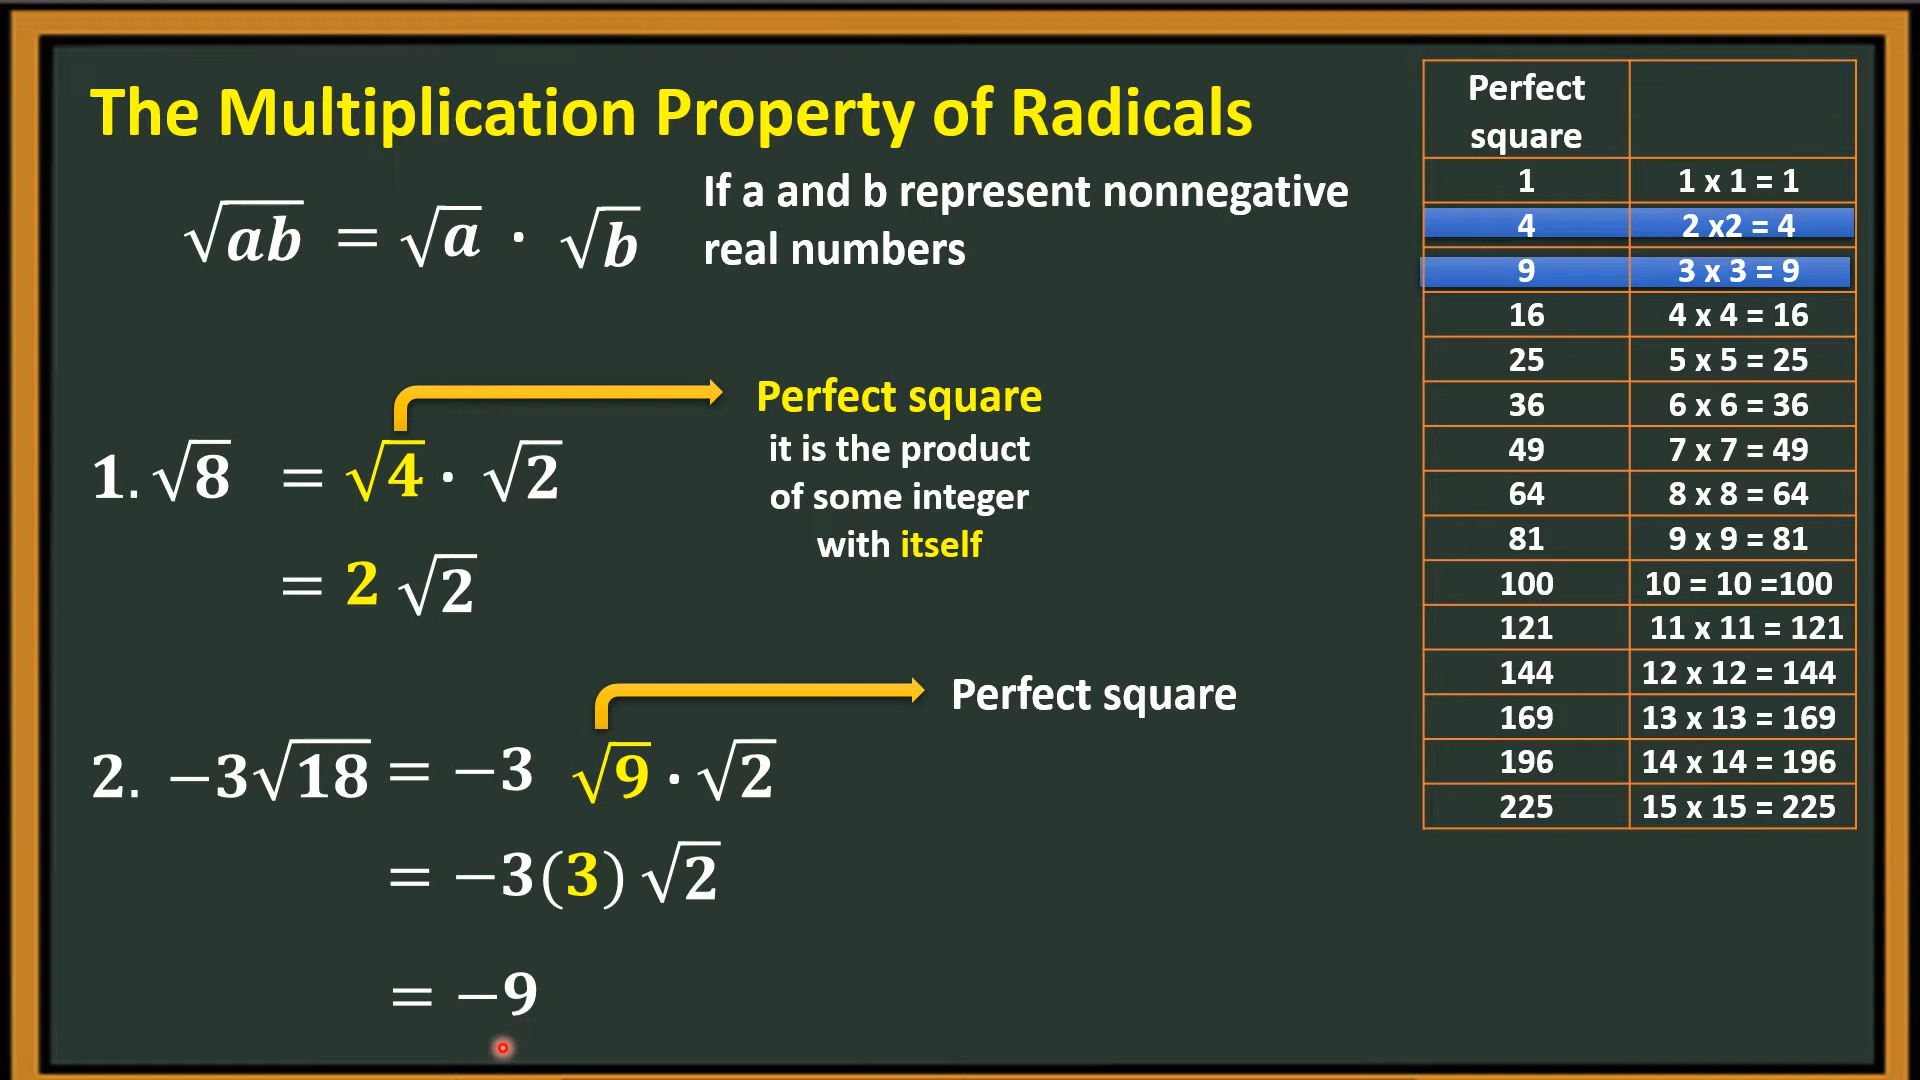 The Multiplication Property of Radicals
√ab = √a · √b
If a and b represent nonnegative
real numbers
1. √8 = √4 · √2
Perfect square
it is the product
of some integer
with itself
= 2 √2
2. −3√18 = −3 √9 · √2
Perfect square
= −3(3) √2
= −9
Perfect
square
1 1 x 1 = 1
4 2 x2 = 4
9 3 x 3 = 9
16 4 x 4 = 16
25 5 x 5 = 25
36 6 x 6 = 36
49 7 x 7 = 49
64 8 x 8 = 64
81 9 x 9 = 81
100 10 = 10 =100
121 11 x 11 = 121
144 12 x 12 = 144
169 13 x 13 = 169
196 14 x 14 = 196
225 15 x 15 = 225